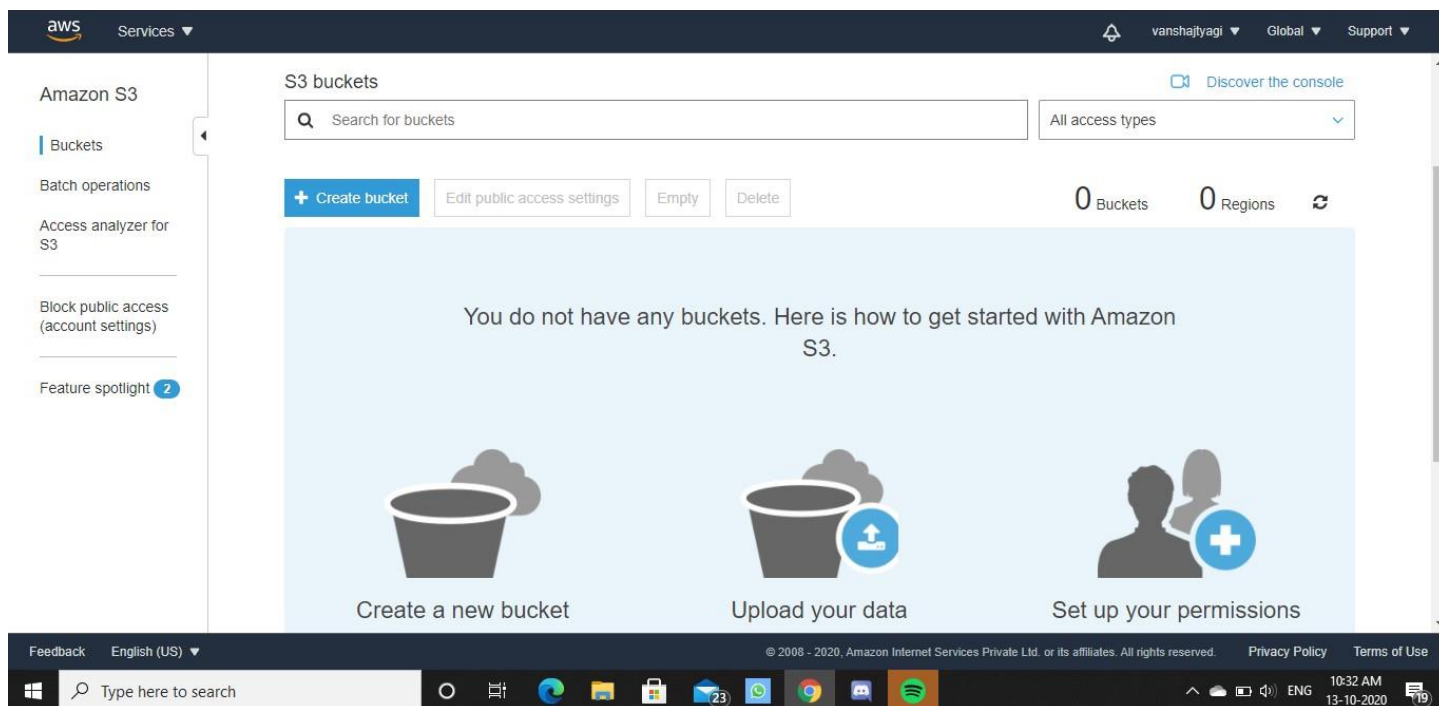 aws Services ▼ vanshajtyagi ▼ Global ▼ Support ▼
Amazon S3
Buckets
Batch operations
Access analyzer for
S3
Block public access
(account settings)
Feature spotlight 2
S3 buckets Discover the console
Search for buckets All access types
Create bucket Edit public access settings Empty Delete 0 Buckets 0 Regions
You do not have any buckets. Here is how to get started with Amazon
S3.
Create a new bucket Upload your data Set up your permissions
Feedback English (US) ▼ © 2008 - 2020, Amazon Internet Services Private Ltd. or its affiliates. All rights reserved. Privacy Policy Terms of Use
Type here to search 23 ENG 10:32 AM
13-10-2020 19